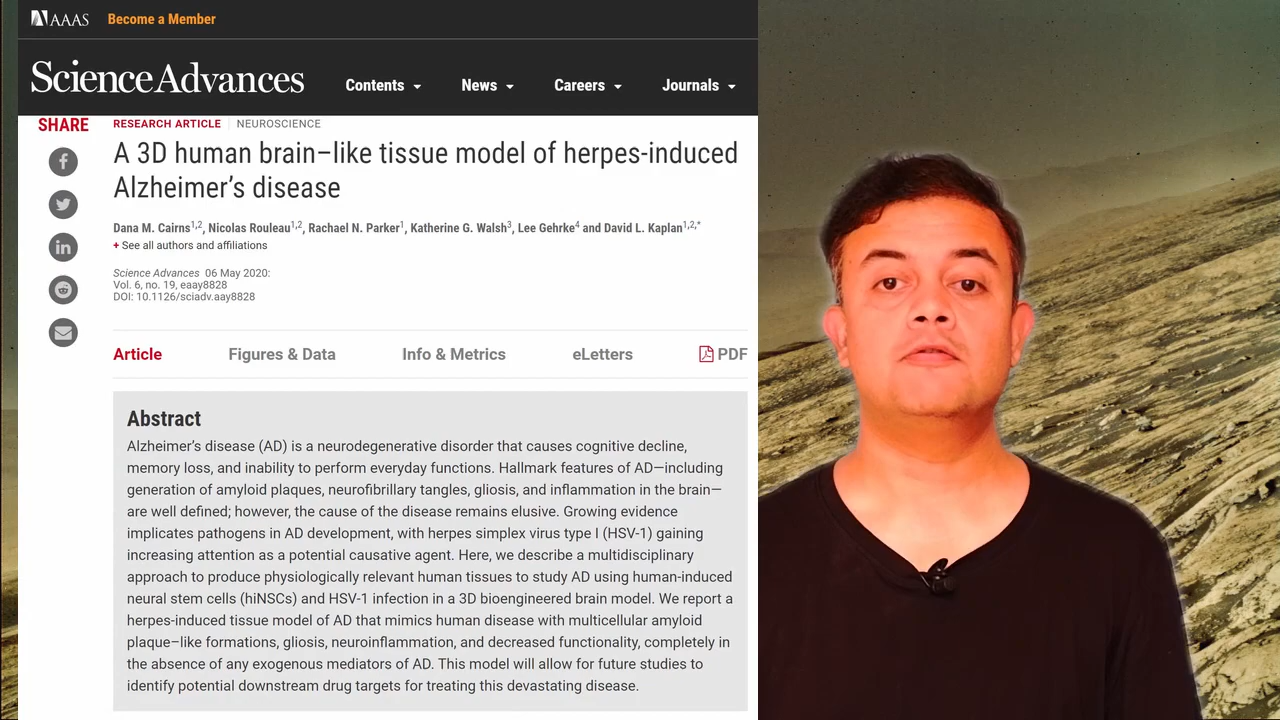 AAAS Become a Member
Science Advances Contents News Careers Journals
SHARE
RESEARCH ARTICLE NEUROSCIENCE
A 3D human brain–like tissue model of herpes-induced
Alzheimer's disease
Dana M. Cairns1,2, Nicolas Rouleau1,2, Rachael N. Parker1, Katherine G. Walsh3, Lee Gehrke4 and David L. Kaplan1,2,*
+ See all authors and affiliations
Science Advances 06 May 2020:
Vol. 6, no. 19, eaay8828
DOI: 10.1126/sciadv.aay8828
Article Figures & Data Info & Metrics eLetters PDF
Abstract
Alzheimer's disease (AD) is a neurodegenerative disorder that causes cognitive decline,
memory loss, and inability to perform everyday functions. Hallmark features of AD—including
generation of amyloid plaques, neurofibrillary tangles, gliosis, and inflammation in the brain—
are well defined; however, the cause of the disease remains elusive. Growing evidence
implicates pathogens in AD development, with herpes simplex virus type I (HSV-1) gaining
increasing attention as a potential causative agent. Here, we describe a multidisciplinary
approach to produce physiologically relevant human tissues to study AD using human-induced
neural stem cells (hiNSCs) and HSV-1 infection in a 3D bioengineered brain model. We report a
herpes-induced tissue model of AD that mimics human disease with multicellular amyloid
plaque–like formations, gliosis, neuroinflammation, and decreased functionality, completely in
the absence of any exogenous mediators of AD. This model will allow for future studies to
identify potential downstream drug targets for treating this devastating disease.